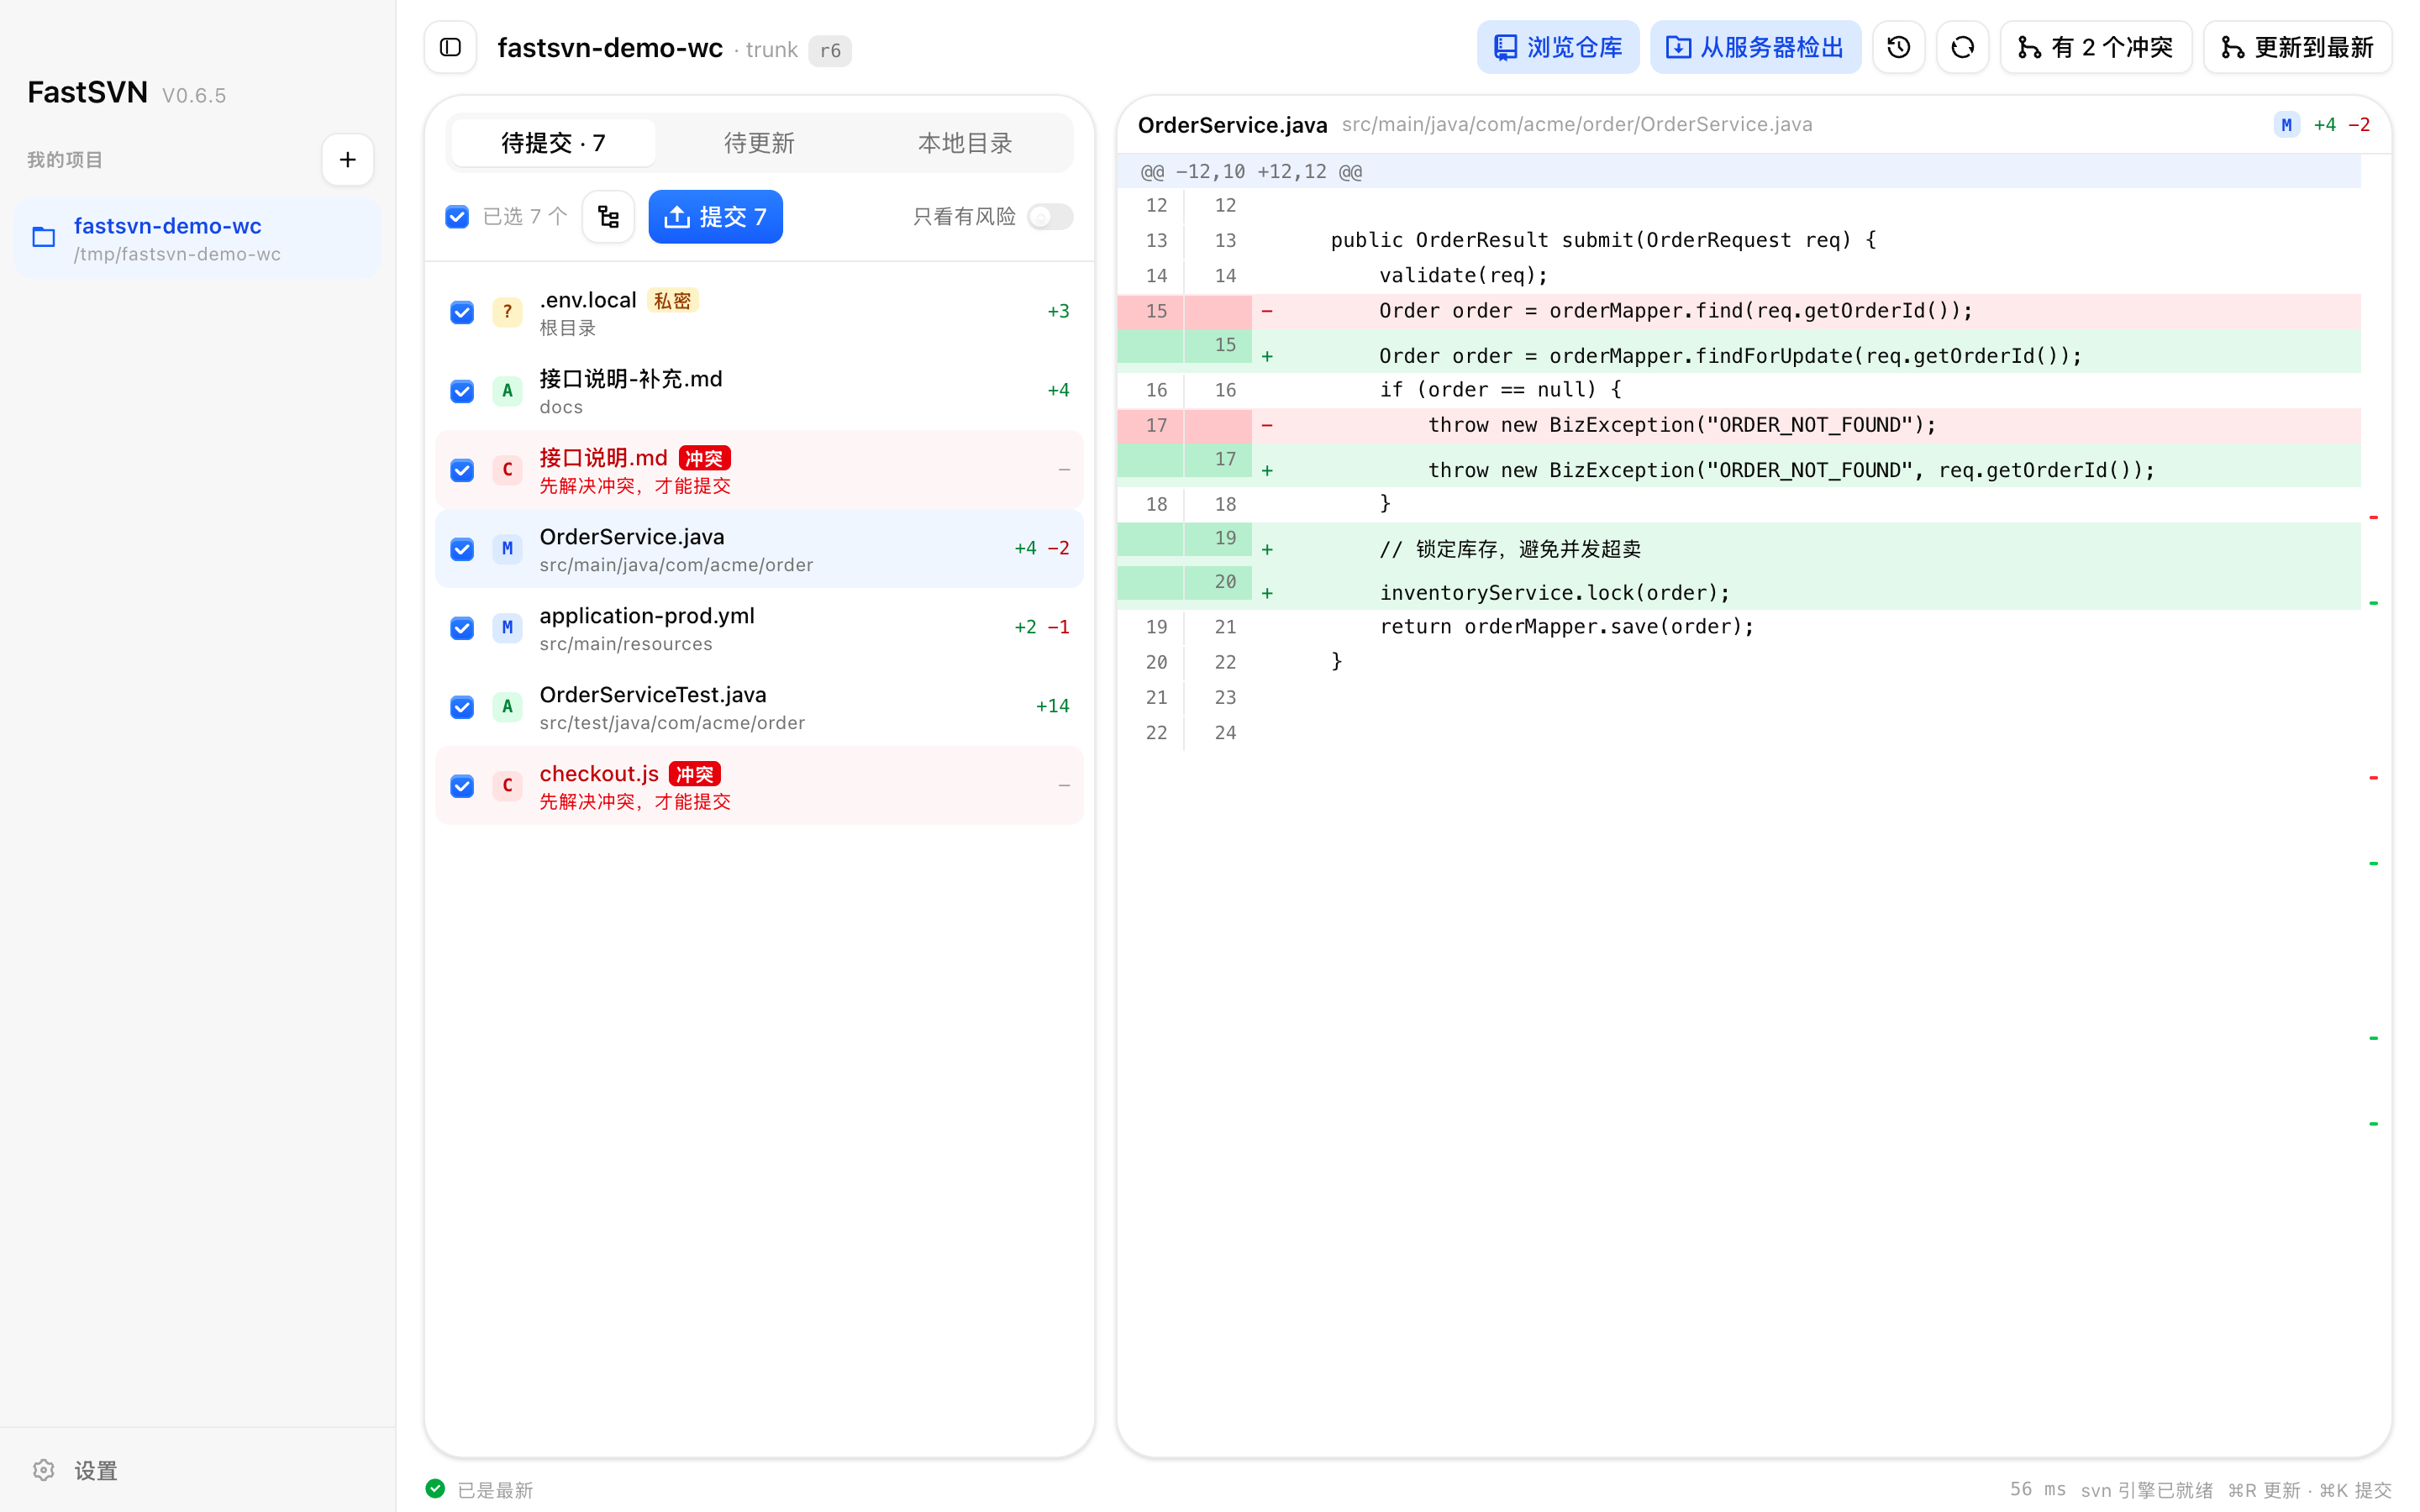 fastsvn-demo-wc · trunk r6
浏览仓库 从服务器检出 有 2 个冲突 更新到最新
FastSVN V0.6.5
我的项目
fastsvn-demo-wc
/tmp/fastsvn-demo-wc
设置
待提交 · 7 待更新 本地目录
已选 7 个 提交 7 只看有风险
? .env.local 私密 +3
根目录
A 接口说明-补充.md +4
docs
C 接口说明.md 冲突 —
先解决冲突，才能提交
M OrderService.java +4 −2
src/main/java/com/acme/order
M application-prod.yml +2 −1
src/main/resources
A OrderServiceTest.java +14
src/test/java/com/acme/order
C checkout.js 冲突 —
先解决冲突，才能提交
OrderService.java src/main/java/com/acme/order/OrderService.java M +4 −2
@@ −12,10 +12,12 @@
12 12
13 13 public OrderResult submit(OrderRequest req) {
14 14 validate(req);
15 − Order order = orderMapper.find(req.getOrderId());
15 + Order order = orderMapper.findForUpdate(req.getOrderId());
16 16 if (order == null) {
17 − throw new BizException("ORDER_NOT_FOUND");
17 + throw new BizException("ORDER_NOT_FOUND", req.getOrderId());
18 18 }
19 + // 锁定库存，避免并发超卖
20 + inventoryService.lock(order);
19 21 return orderMapper.save(order);
20 22 }
21 23
22 24
已是最新
56 ms svn 引擎已就绪 ⌘R 更新 · ⌘K 提交